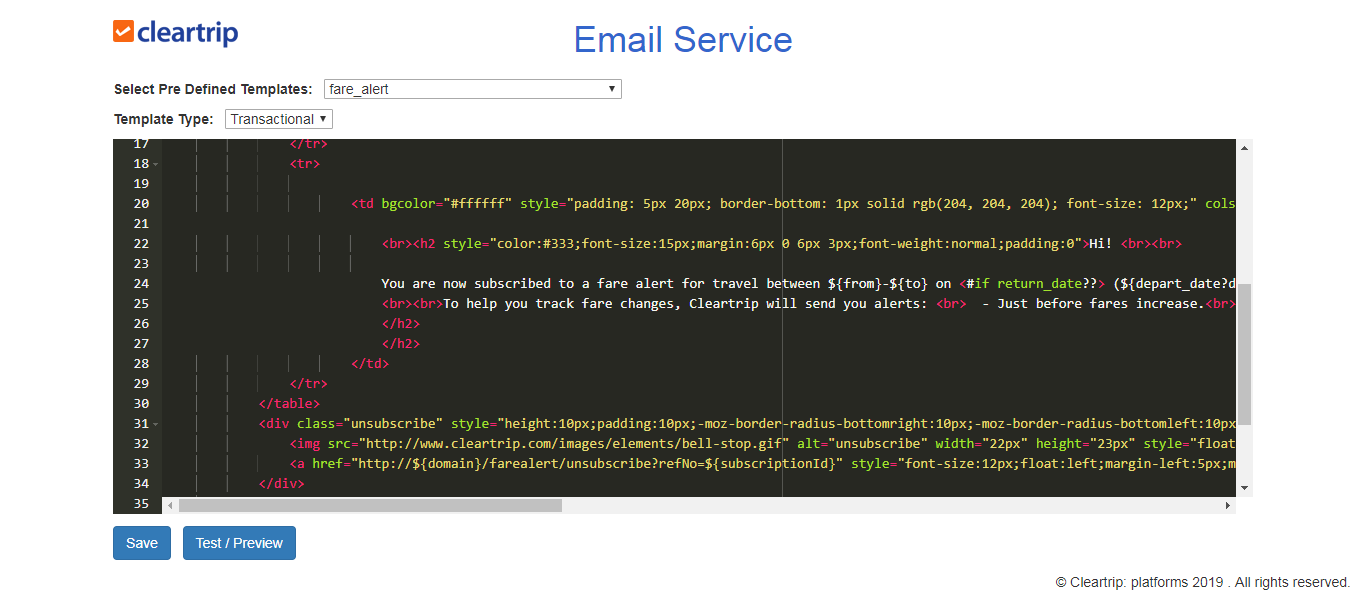 cleartrip
Email Service
Select Pre Defined Templates: fare_alert
Template Type: Transactional
17 </tr>
18 <tr>
19
20 <td bgcolor="#ffffff" style="padding: 5px 20px; border-bottom: 1px solid rgb(204, 204, 204); font-size: 12px;" cols
21
22 <br><h2 style="color:#333;font-size:15px;margin:6px 0 6px 3px;font-weight:normal;padding:0">Hi! <br><br>
23
24 You are now subscribed to a fare alert for travel between ${from}-${to} on <#if return_date??> (${depart_date?d
25 <br><br>To help you track fare changes, Cleartrip will send you alerts: <br> - Just before fares increase.<br>
26 </h2>
27 </h2>
28 </td>
29 </tr>
30 </table>
31 <div class="unsubscribe" style="height:10px;padding:10px;-moz-border-radius-bottomright:10px;-moz-border-radius-bottomleft:10px
32 <img src="http://www.cleartrip.com/images/elements/bell-stop.gif" alt="unsubscribe" width="22px" height="23px" style="float
33 <a href="http://${domain}/farealert/unsubscribe?refNo=${subscriptionId}" style="font-size:12px;float:left;margin-left:5px;m
34 </div>
35
Save Test / Preview
© Cleartrip: platforms 2019 . All rights reserved.